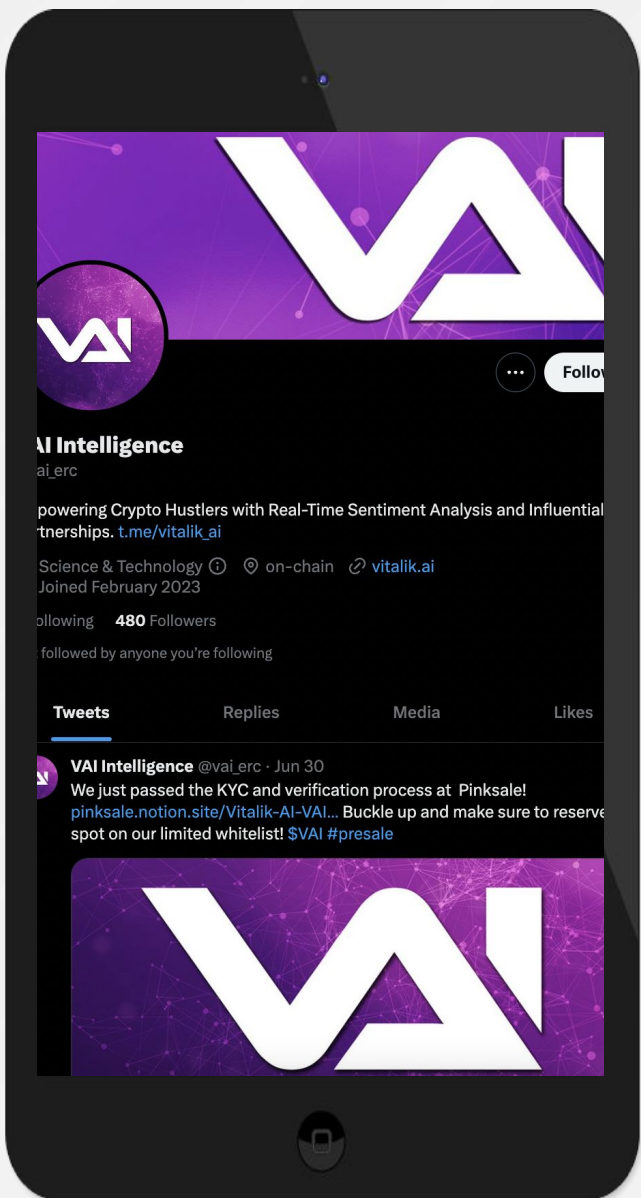 VAI
VAI
AI Intelligence
ai_erc
powering Crypto Hustlers with Real-Time Sentiment Analysis and Influential
rtnerships. t.me/vitalik_ai
Science & Technology on-chain vitalik.ai
Joined February 2023
ollowing 480 Followers
followed by anyone you're following
Tweets Replies Media Likes
VAI Intelligence @vai_erc · Jun 30
We just passed the KYC and verification process at Pinksale!
pinksale.notion.site/Vitalik-AI-VAI... Buckle up and make sure to reserve
spot on our limited whitelist! $VAI #presale
VAI